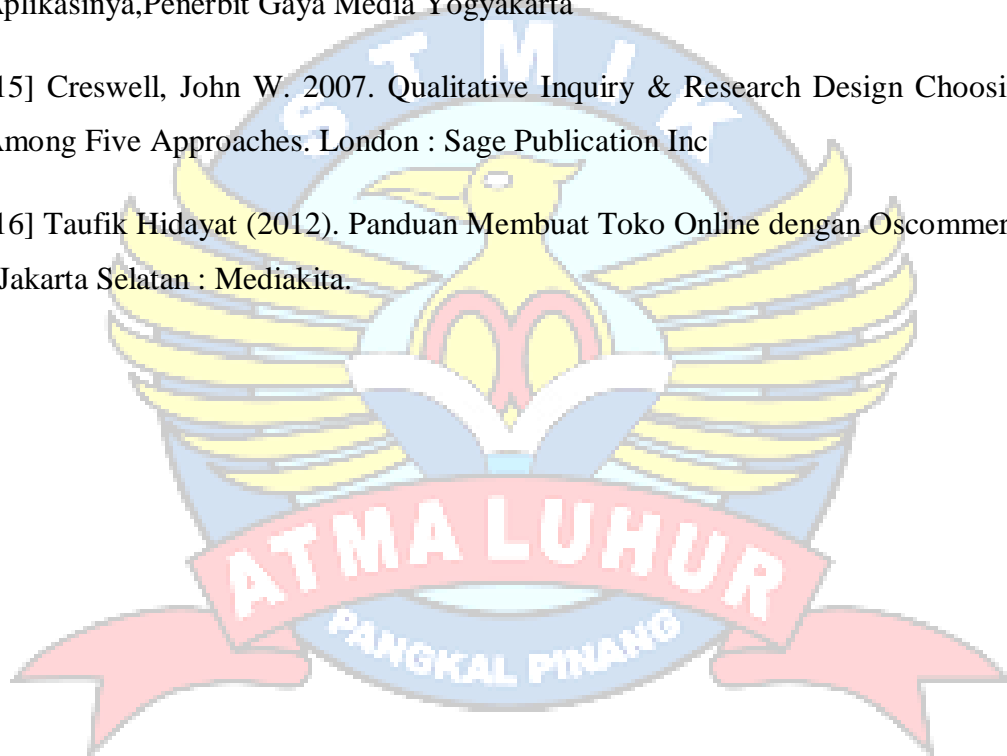 Aplikasinya,Penerbit Gaya Media Yogyakarta
15] Creswell, John W. 2007. Qualitative Inquiry & Research Design Choosi
Among Five Approaches. London : Sage Publication Inc
16] Taufik Hidayat (2012). Panduan Membuat Toko Online dengan Oscommer
Jakarta Selatan : Mediakita.
STMIK
ATMA LUHUR
PANGKAL PINANG